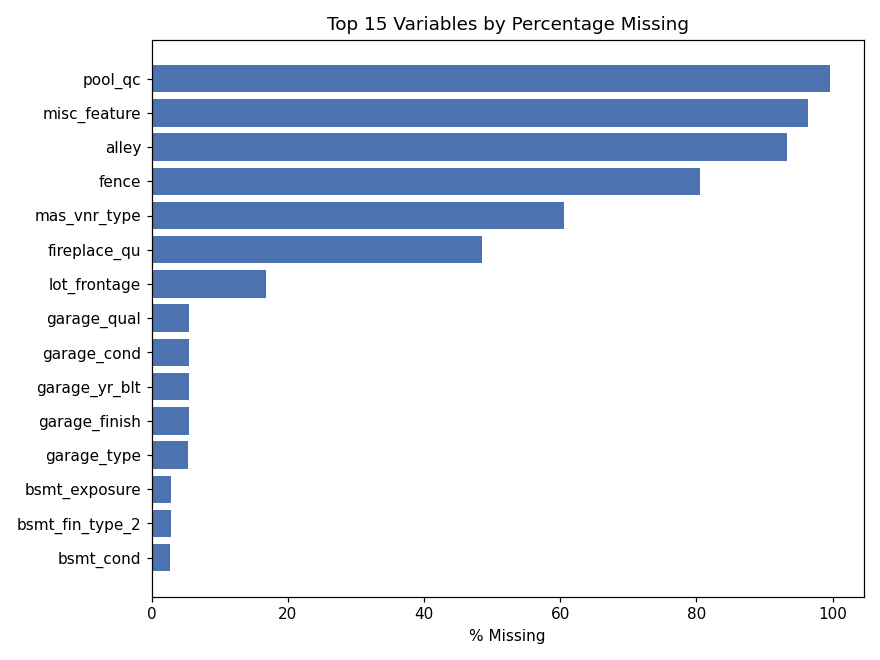 Top 15 Variables by Percentage Missing
pool_qc
misc_feature
alley
fence
mas_vnr_type
fireplace_qu
lot_frontage
garage_qual
garage_cond
garage_yr_blt
garage_finish
garage_type
bsmt_exposure
bsmt_fin_type_2
bsmt_cond
0 20 40 60 80 100
% Missing